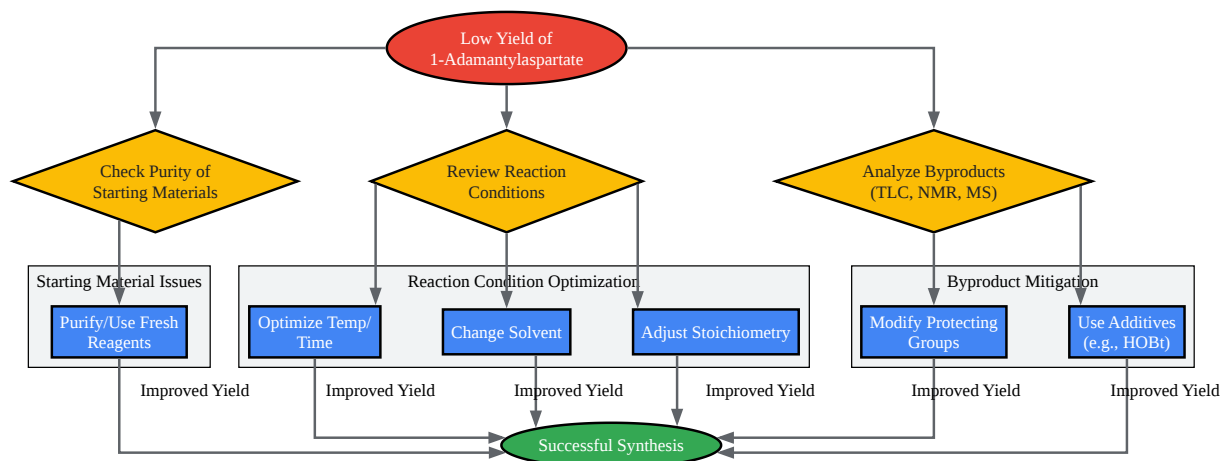 Low Yield of
1-Adamantylaspartate
Check Purity of
Starting Materials
Review Reaction
Conditions
Analyze Byproducts
(TLC, NMR, MS)
Starting Material Issues
Reaction Condition Optimization
Byproduct Mitigation
Purify/Use Fresh
Reagents
Optimize Temp/
Time
Change Solvent
Adjust Stoichiometry
Modify Protecting
Groups
Use Additives
(e.g., HOBt)
Improved Yield
Improved Yield
Improved Yield
Improved Yield
Improved Yield
Improved Yield
Successful Synthesis